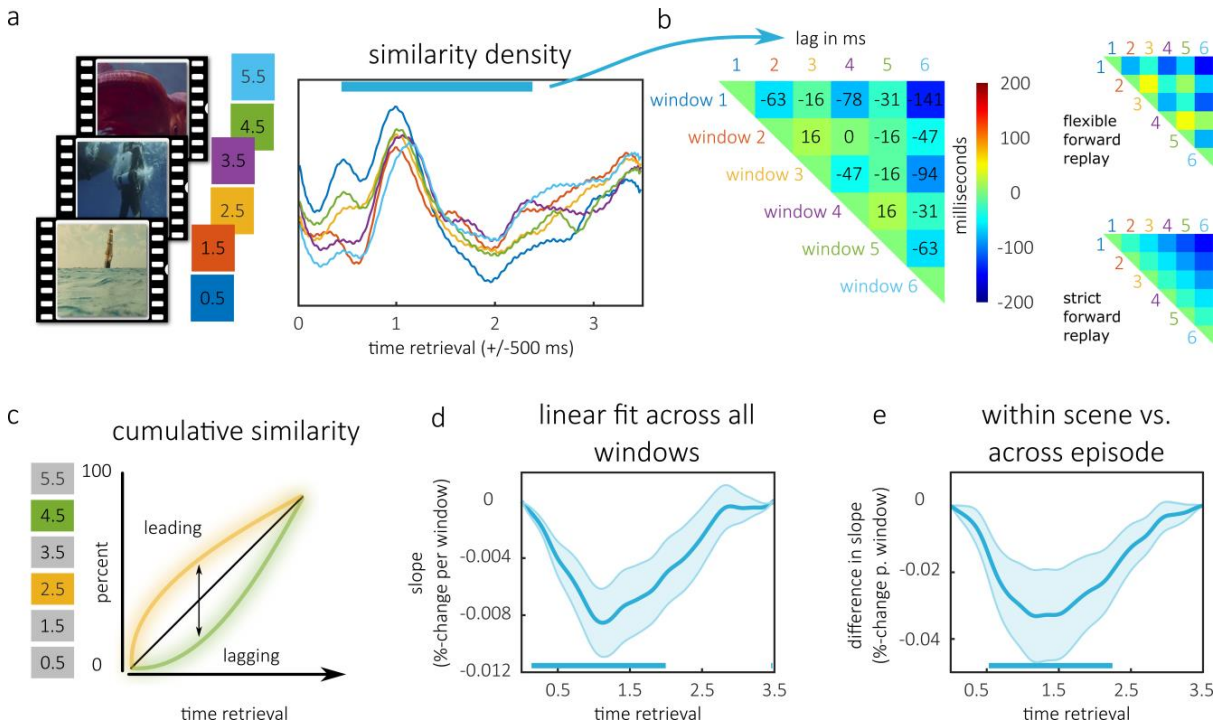 a
5.5
4.5
3.5
2.5
1.5
0.5
similarity density
0 1 2 3
time retrieval (+/-500 ms)
b
lag in ms
1 2 3 4 5 6
window 1 -63 -16 -78 -31 -141
window 2 16 0 -16 -47
window 3 -47 -16 -94
window 4 16 -31
window 5 -63
window 6
200
100
0
-100
-200
milliseconds
1 2 3 4 5 6
1
2
3
4
5
6
flexible
forward
replay
1 2 3 4 5 6
1
2
3
4
5
6
strict
forward
replay
c
cumulative similarity
5.5
4.5
3.5
2.5
1.5
0.5
100
percent
0
leading
lagging
time retrieval
d
linear fit across all
windows
slope
(%-change per window)
0
-0.004
-0.008
-0.012
0.5 1.5 2.5 3.5
time retrieval
e
within scene vs.
across episode
difference in slope
(%-change p. window)
0
-0.02
-0.04
0.5 1.5 2.5 3.5
time retrieval